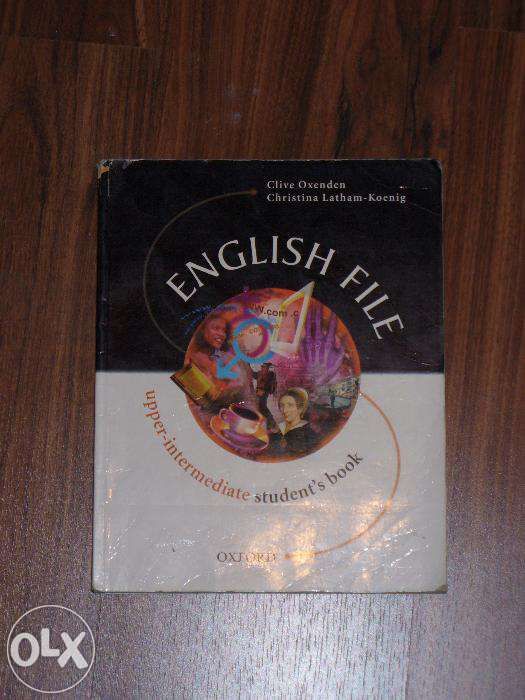 Clive Oxenden
Christina Latham-Koenig
ENGLISH FILE
upper-intermediate student's book
OXFORD
OLX